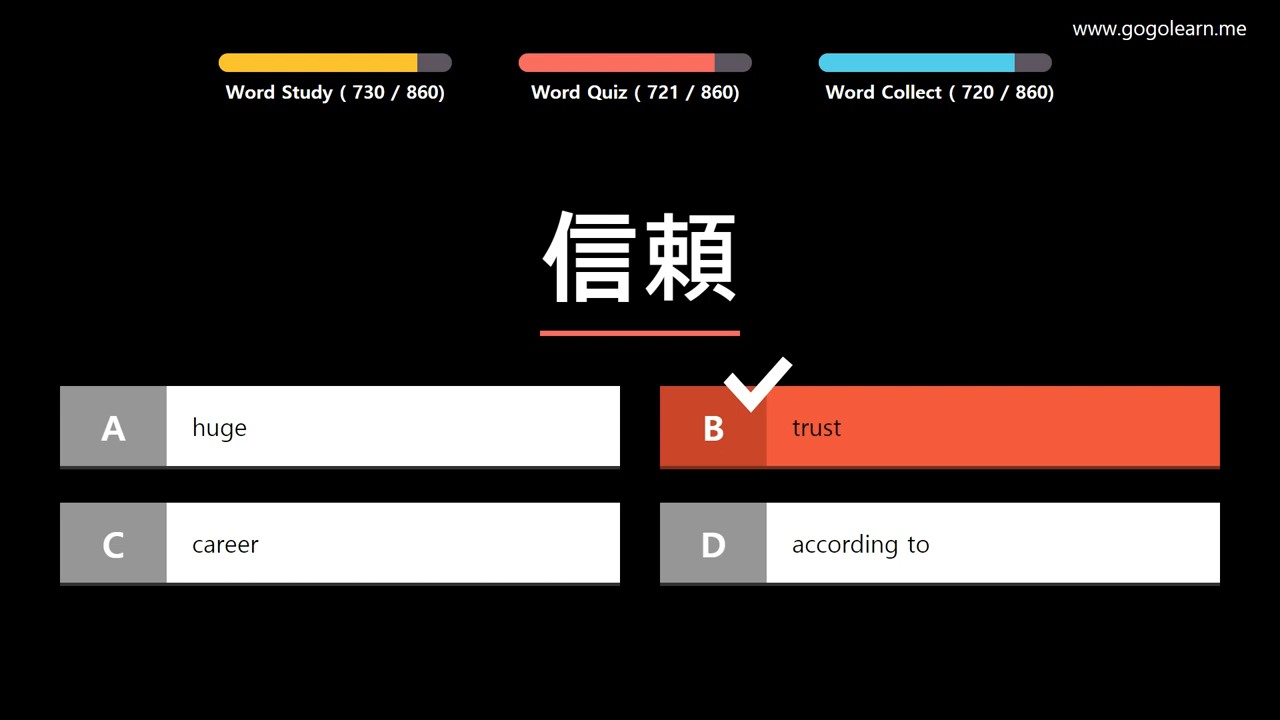 www.gogolearn.me
Word Study ( 730 / 860)
Word Quiz ( 721 / 860)
Word Collect ( 720 / 860)
信頼
A huge
B trust
C career
D according to